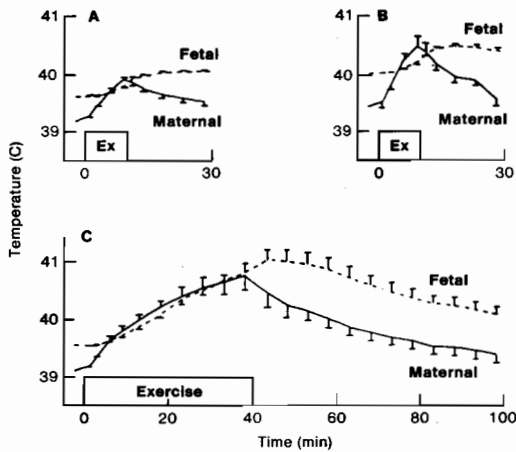 A
41
40
39
Fetal
Maternal
Ex
0
30
B
41
40
39
Fetal
Maternal
Ex
0
30
Temperature (C)
C
41
40
39
Fetal
Maternal
Exercise
0
20
40
60
80
100
Time (min)